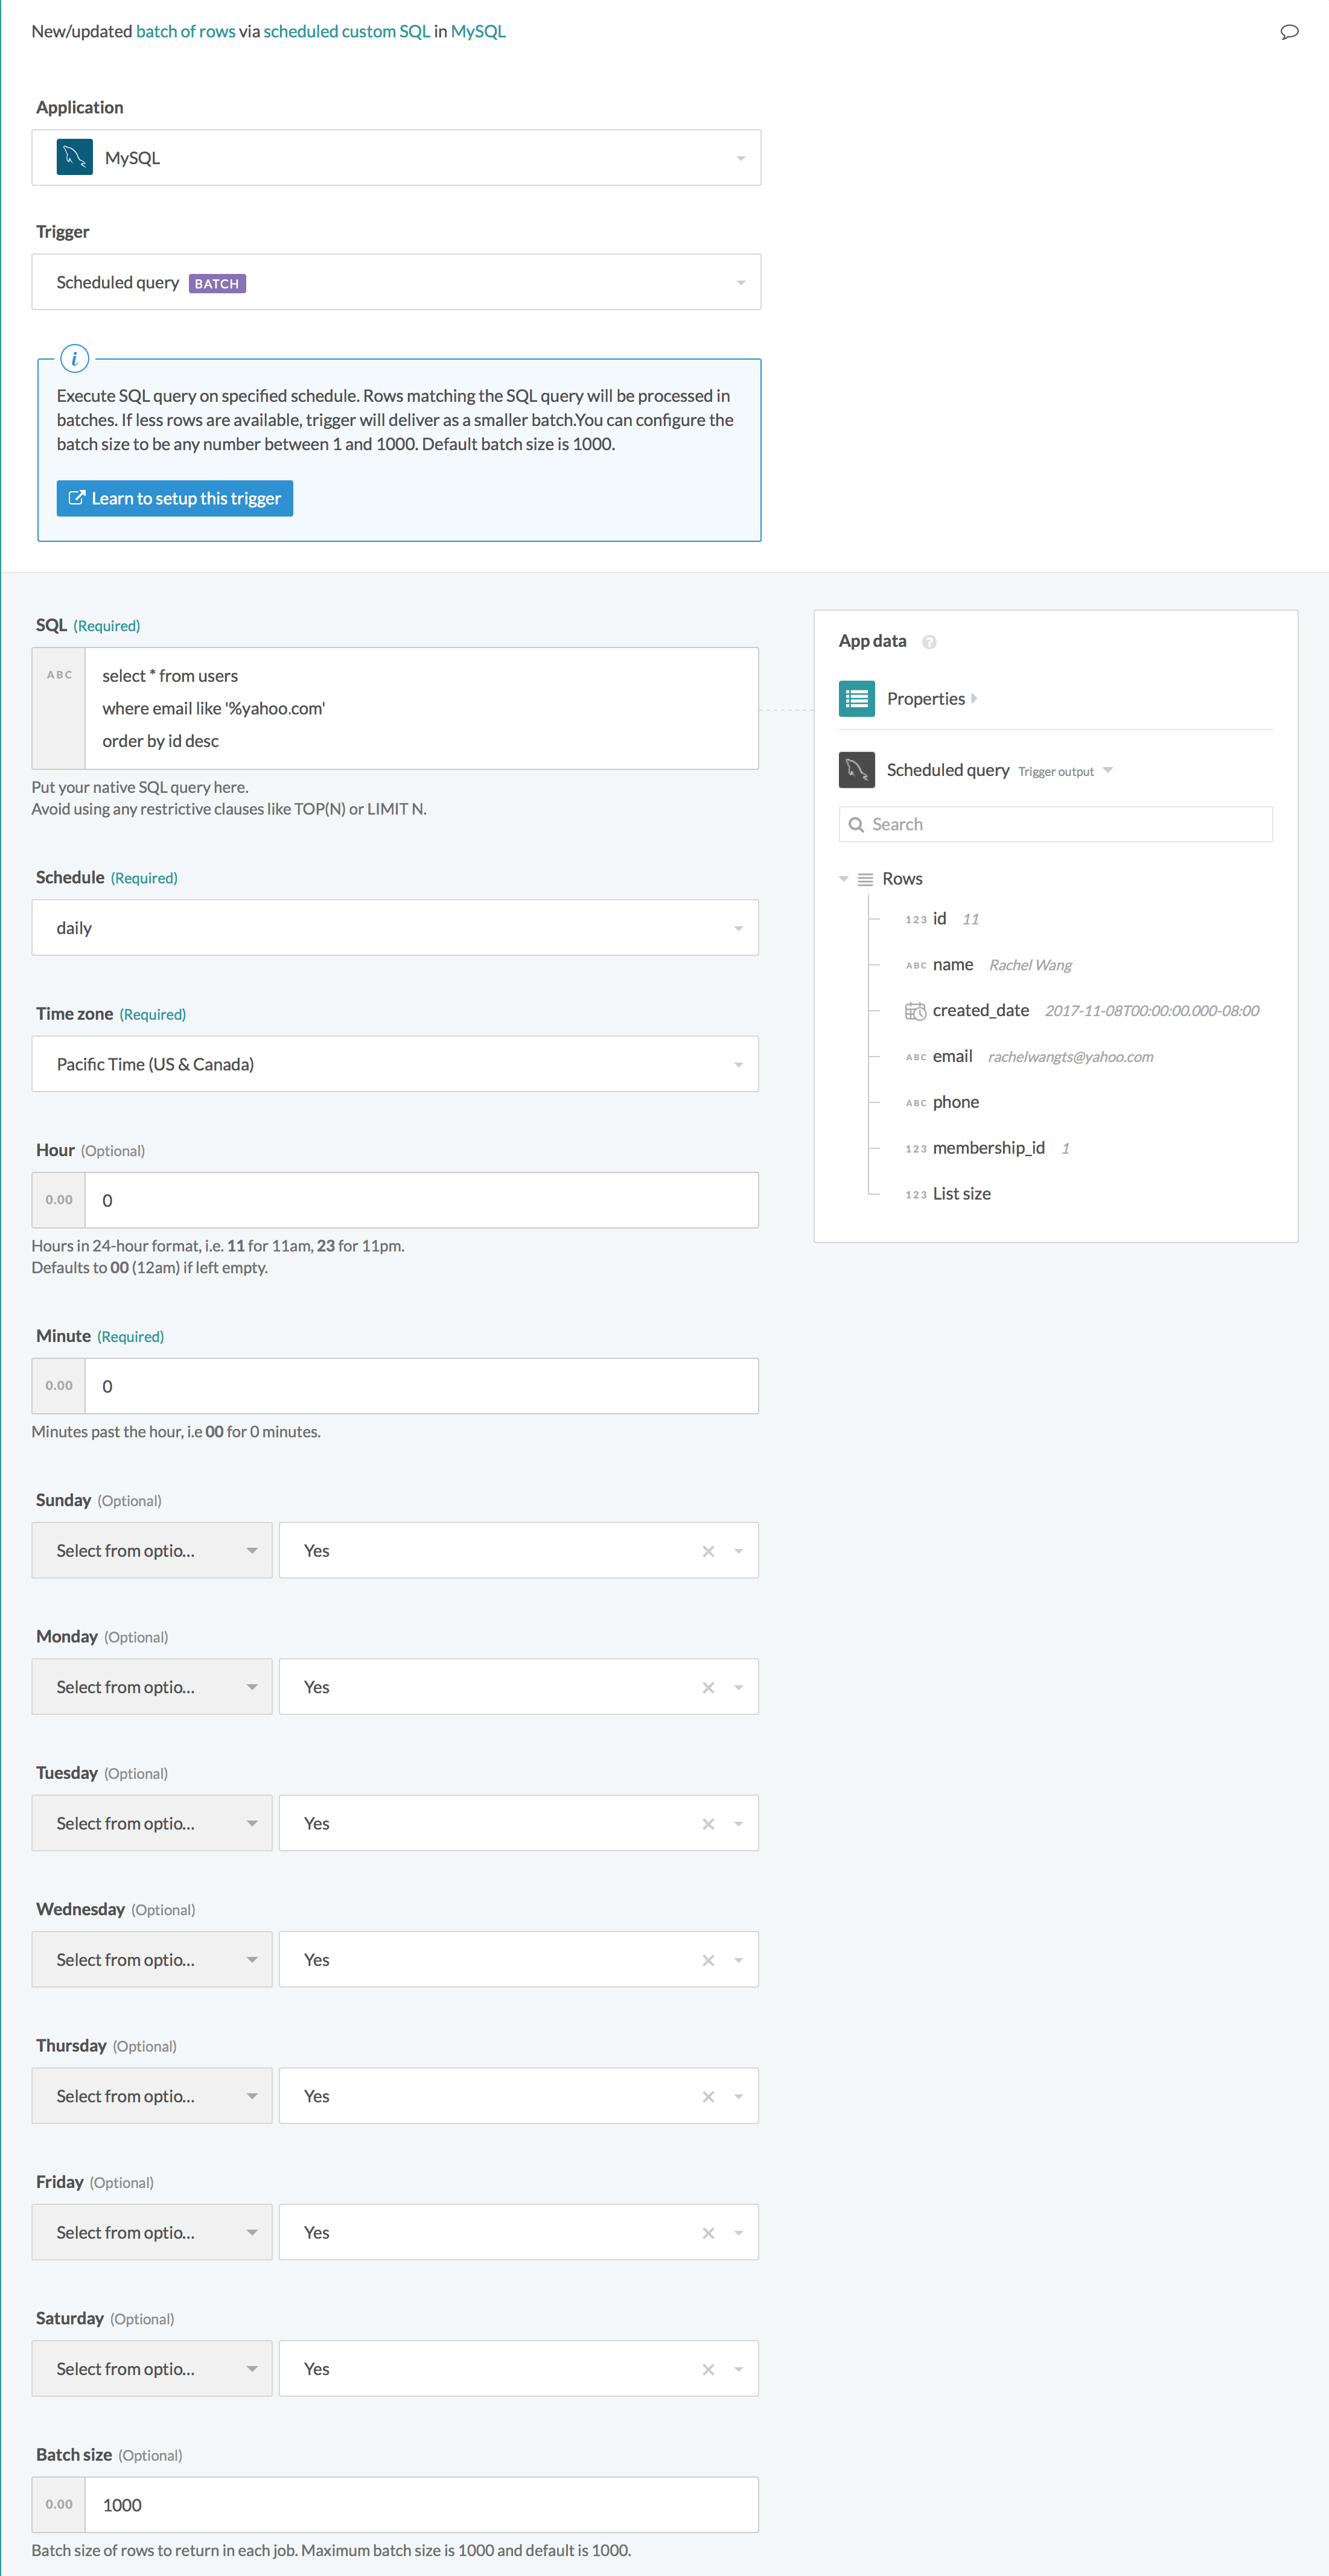 New/updated batch of rows via scheduled custom SQL in MySQL
Application
MySQL
Trigger
Scheduled query BATCH
i
Execute SQL query on specified schedule. Rows matching the SQL query will be processed in
batches. If less rows are available, trigger will deliver as a smaller batch.You can configure the
batch size to be any number between 1 and 1000. Default batch size is 1000.
Learn to setup this trigger
SQL (Required)
ABC
select * from users
where email like '%yahoo.com'
order by id desc
Put your native SQL query here.
Avoid using any restrictive clauses like TOP(N) or LIMIT N.
Schedule (Required)
daily
Time zone (Required)
Pacific Time (US & Canada)
Hour (Optional)
0.00 0
Hours in 24-hour format, i.e. 11 for 11am, 23 for 11pm.
Defaults to 00 (12am) if left empty.
Minute (Required)
0.00 0
Minutes past the hour, i.e 00 for 0 minutes.
Sunday (Optional)
Select from optio... Yes
Monday (Optional)
Select from optio... Yes
Tuesday (Optional)
Select from optio... Yes
Wednesday (Optional)
Select from optio... Yes
Thursday (Optional)
Select from optio... Yes
Friday (Optional)
Select from optio... Yes
Saturday (Optional)
Select from optio... Yes
Batch size (Optional)
0.00 1000
Batch size of rows to return in each job. Maximum batch size is 1000 and default is 1000.
App data ?
Properties
Scheduled query Trigger output
Search
Rows
123 id 11
ABC name Rachel Wang
created_date 2017-11-08T00:00:00.000-08:00
ABC email rachelwangts@yahoo.com
ABC phone
123 membership_id 1
123 List size